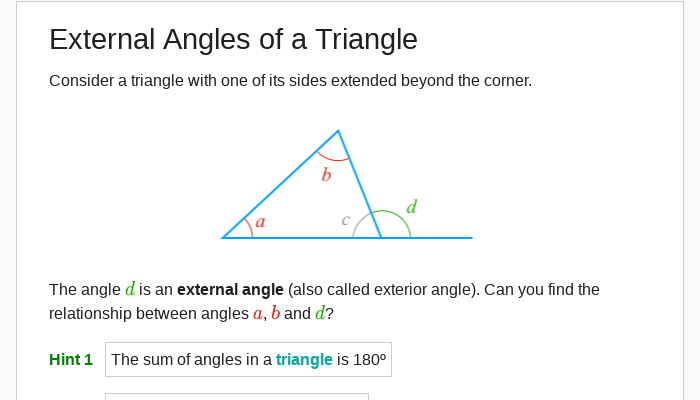 External Angles of a Triangle
Consider a triangle with one of its sides extended beyond the corner.
b
d
a
c
The angle d is an external angle (also called exterior angle). Can you find the
relationship between angles a, b and d?
Hint 1 The sum of angles in a triangle is 180º